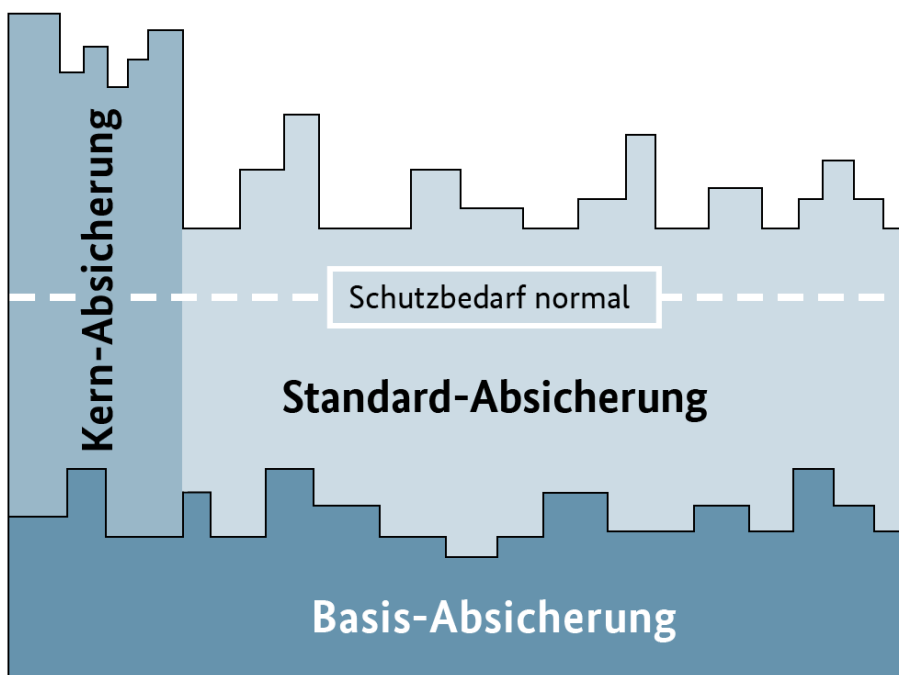 Kern-Absicherung
Schutzbedarf normal
Standard-Absicherung
Basis-Absicherung